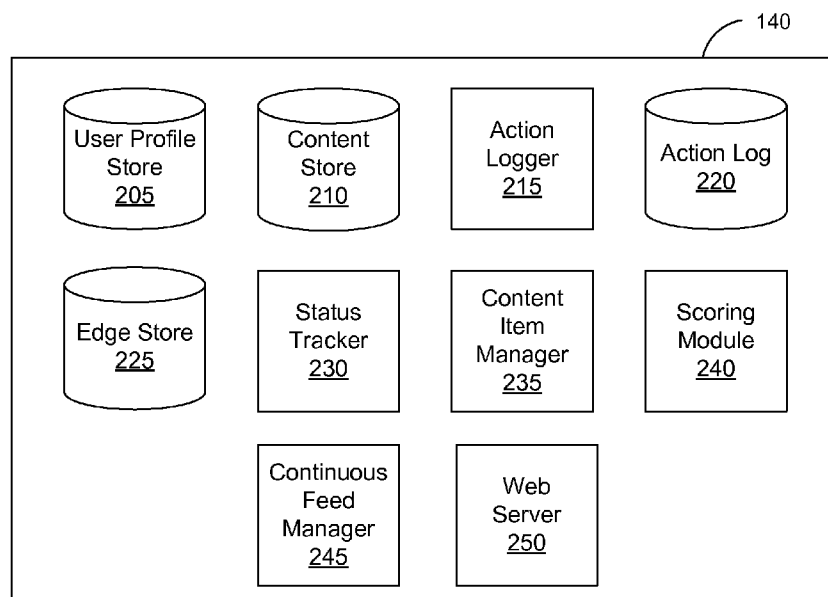 140
User Profile
Store
205
Content
Store
210
Action
Logger
215
Action Log
220
Edge Store
225
Status
Tracker
230
Content
Item
Manager
235
Scoring
Module
240
Continuous
Feed
Manager
245
Web
Server
250